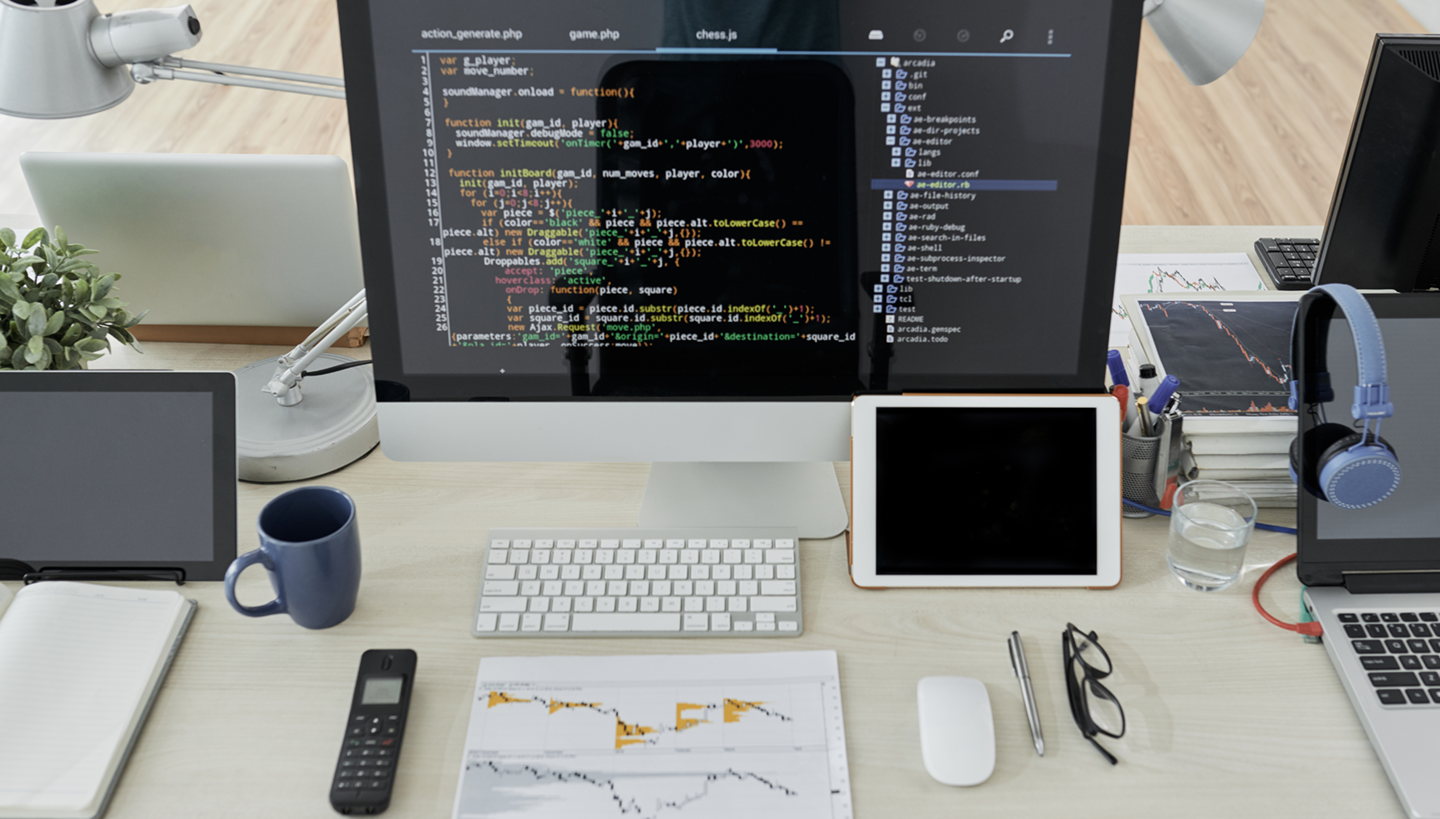 action_generate.php game.php chess.js
1 var g_player;
2 var move_number;
3
4 soundManager.onload = function(){
5 }
6
7 function init(gam_id, player){
8 soundManager.debugMode = false;
9 window.setTimeout('onTimer('+gam_id+','+player+')',3000);
10 }
11
12 function initBoard(gam_id, num_moves, player, color){
13 init(gam_id, player);
14 for (i=0;i<8;i++){
15 for (j=0;j<8;j++){
16 var piece = $('piece_'+i+'_'+j);
17 if (color=='black' && piece && piece.alt.toLowerCase() ==
piece.alt) new Draggable('piece_'+i+'_'+j,{});
18 else if (color=='white' && piece && piece.alt.toLowerCase() !=
piece.alt) new Draggable('piece_'+i+'_'+j,{});
19 Droppables.add('square_'+i+'_'+j, {
20 accept: 'piece',
21 hoverclass: 'active',
22 onDrop: function(piece, square)
23 {
24 var piece_id = piece.id.substr(piece.id.indexOf('_')+1);
25 var square_id = square.id.substr(square.id.indexOf('_')+1);
26 new Ajax.Request('move.php',
{parameters:'gam_id='+gam_id+'&origin='+piece_id+'&destination='+square_id
arcadia
.git
bin
conf
ext
ae-breakpoints
ae-dir-projects
ae-editor
langs
lib
ae-editor.conf
ae-editor.rb
ae-file-history
ae-output
ae-rad
ae-ruby-debug
ae-search-in-files
ae-shell
ae-subprocess-inspector
ae-term
test-shutdown-after-startup
lib
tcl
test
README
arcadia.gemspec
arcadia.todo